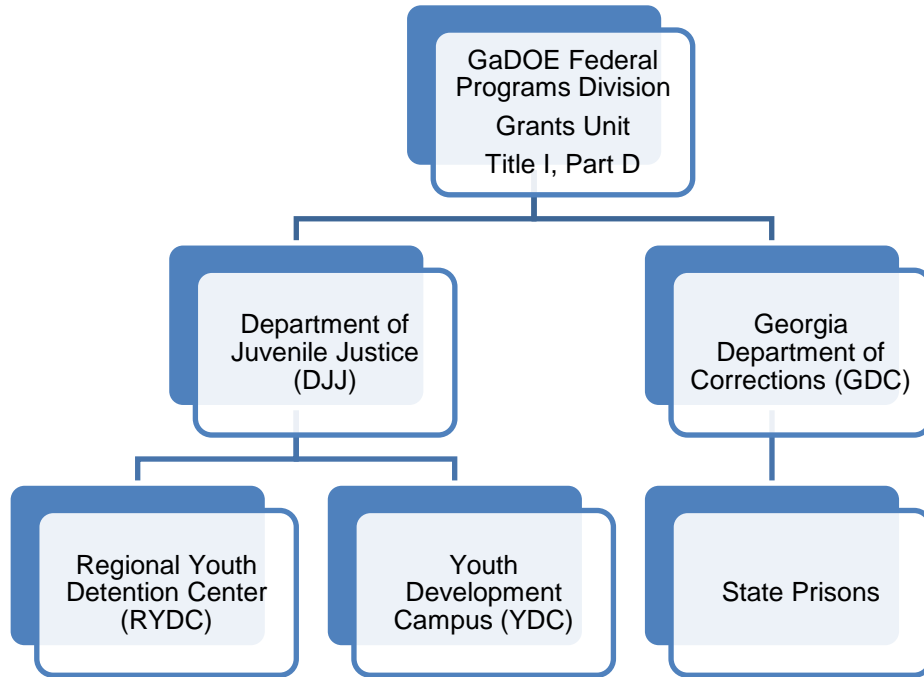 GaDOE Federal
Programs Division
Grants Unit
Title I, Part D
Department of
Juvenile Justice
(DJJ)
Georgia
Department of
Corrections (GDC)
Regional Youth
Detention Center
(RYDC)
Youth
Development
Campus (YDC)
State Prisons